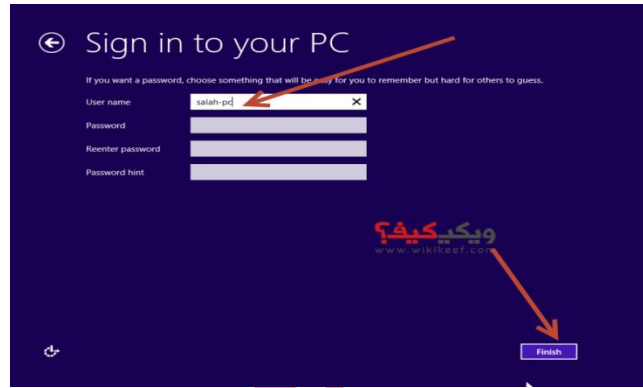 Sign in to your PC
If you want a password, choose something that will be easy for you to remember but hard for others to guess.
User name
salah-pc
Password
Reenter password
Password hint
ويكيكيف؟
www.wikikeef.com
Finish